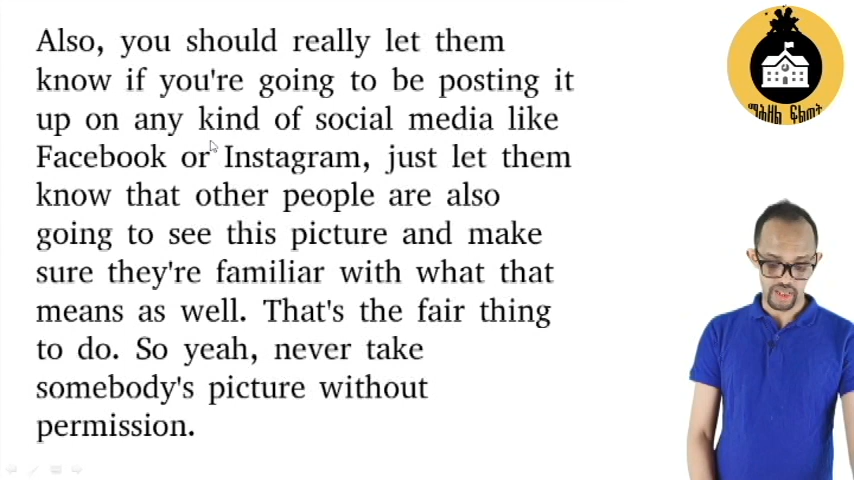 Also, you should really let them
know if you're going to be posting it
up on any kind of social media like
Facebook or Instagram, just let them
know that other people are also
going to see this picture and make
sure they're familiar with what that
means as well. That's the fair thing
to do. So yeah, never take
somebody's picture without
permission.
ማሕዘል ፍልጠት